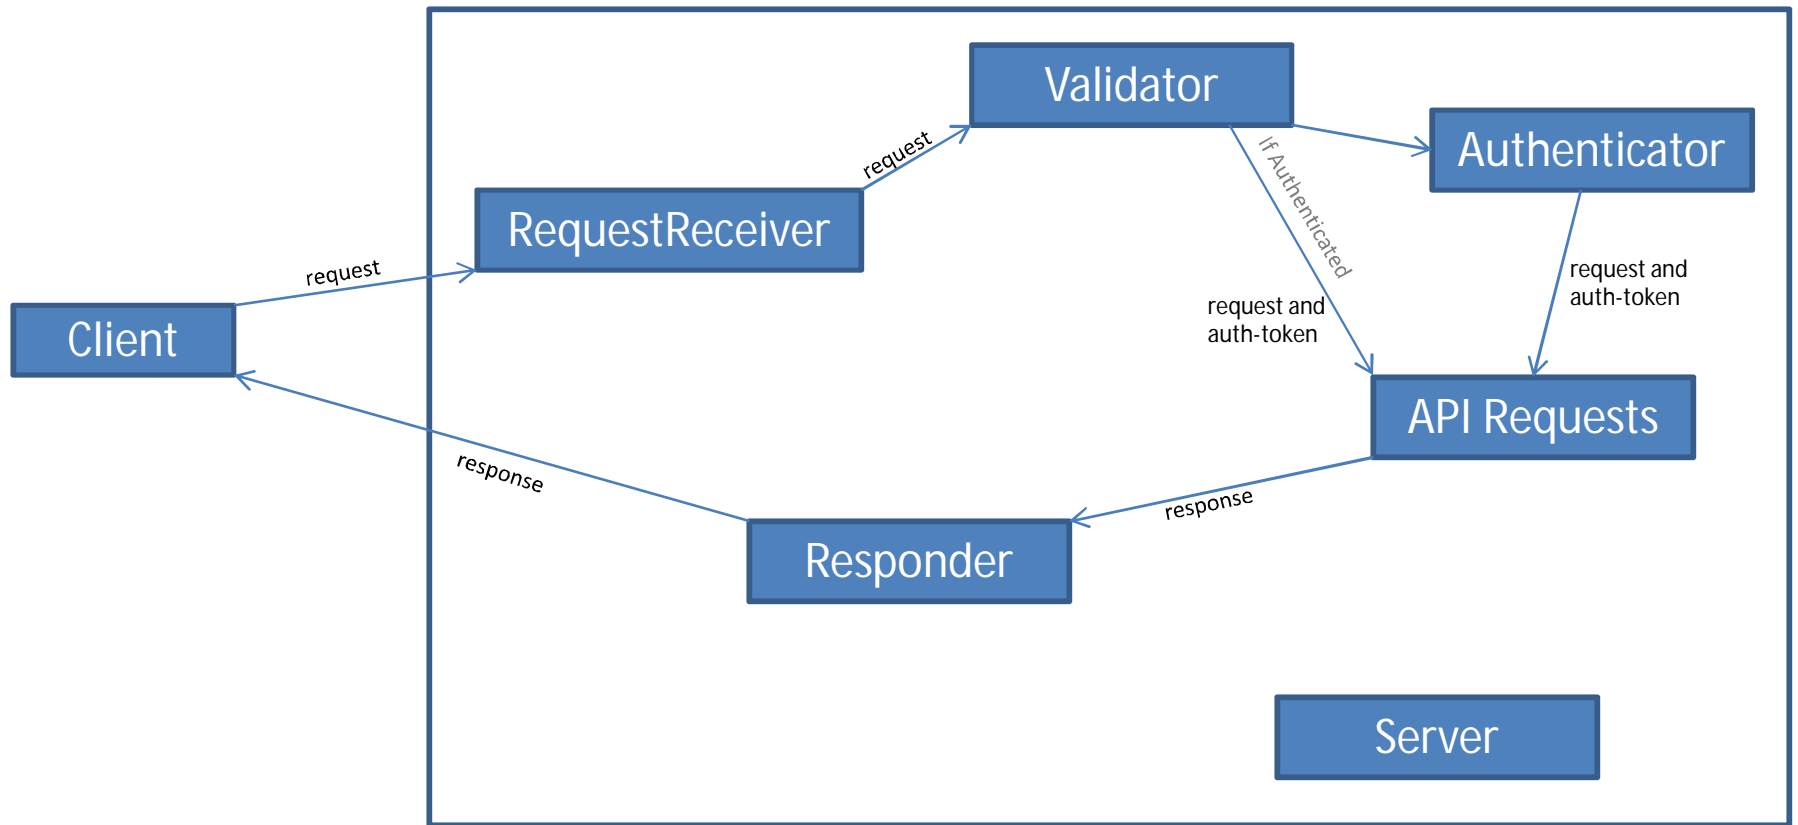 Validator
Authenticator
request
If Authenticated
RequestReceiver
request
request and
auth-token
request and
auth-token
Client
API Requests
response
response
Responder
Server